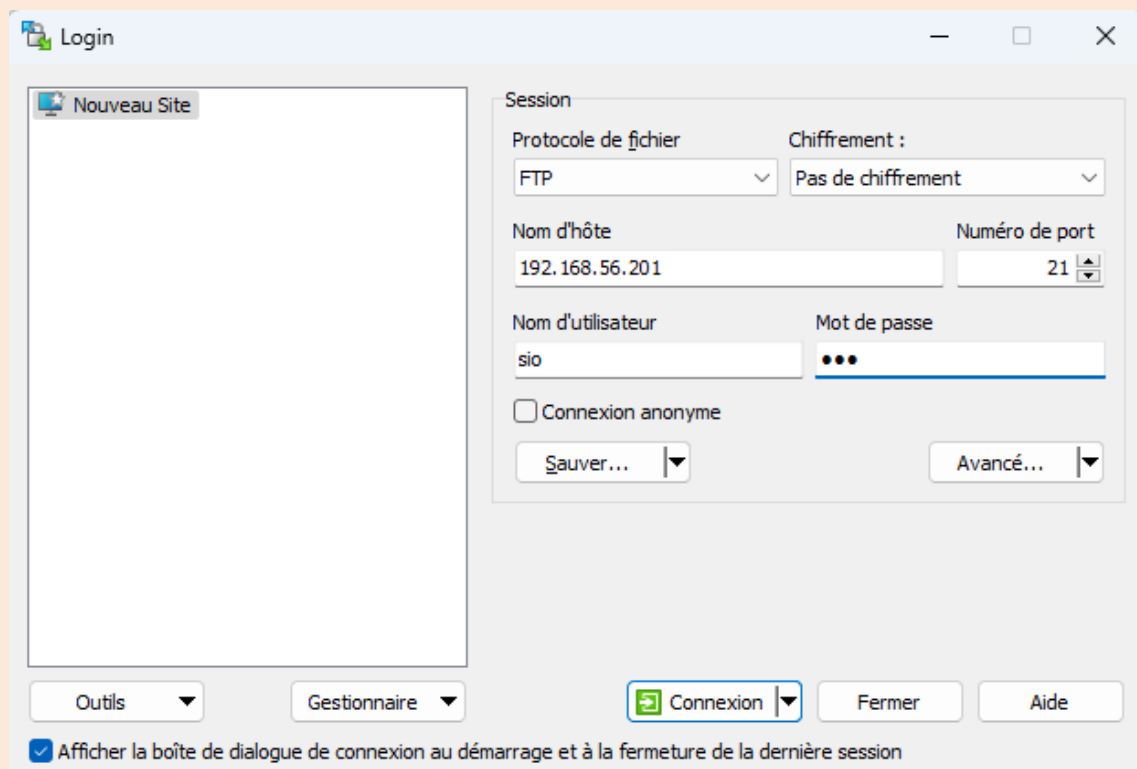 Login
Nouveau Site
Session
Protocole de fichier
Chiffrement :
FTP
Pas de chiffrement
Nom d'hôte
Numéro de port
192.168.56.201
21
Nom d'utilisateur
Mot de passe
sio
●●●
Connexion anonyme
Sauver...
Avancé...
Outils
Gestionnaire
Connexion
Fermer
Aide
Afficher la boîte de dialogue de connexion au démarrage et à la fermeture de la dernière session